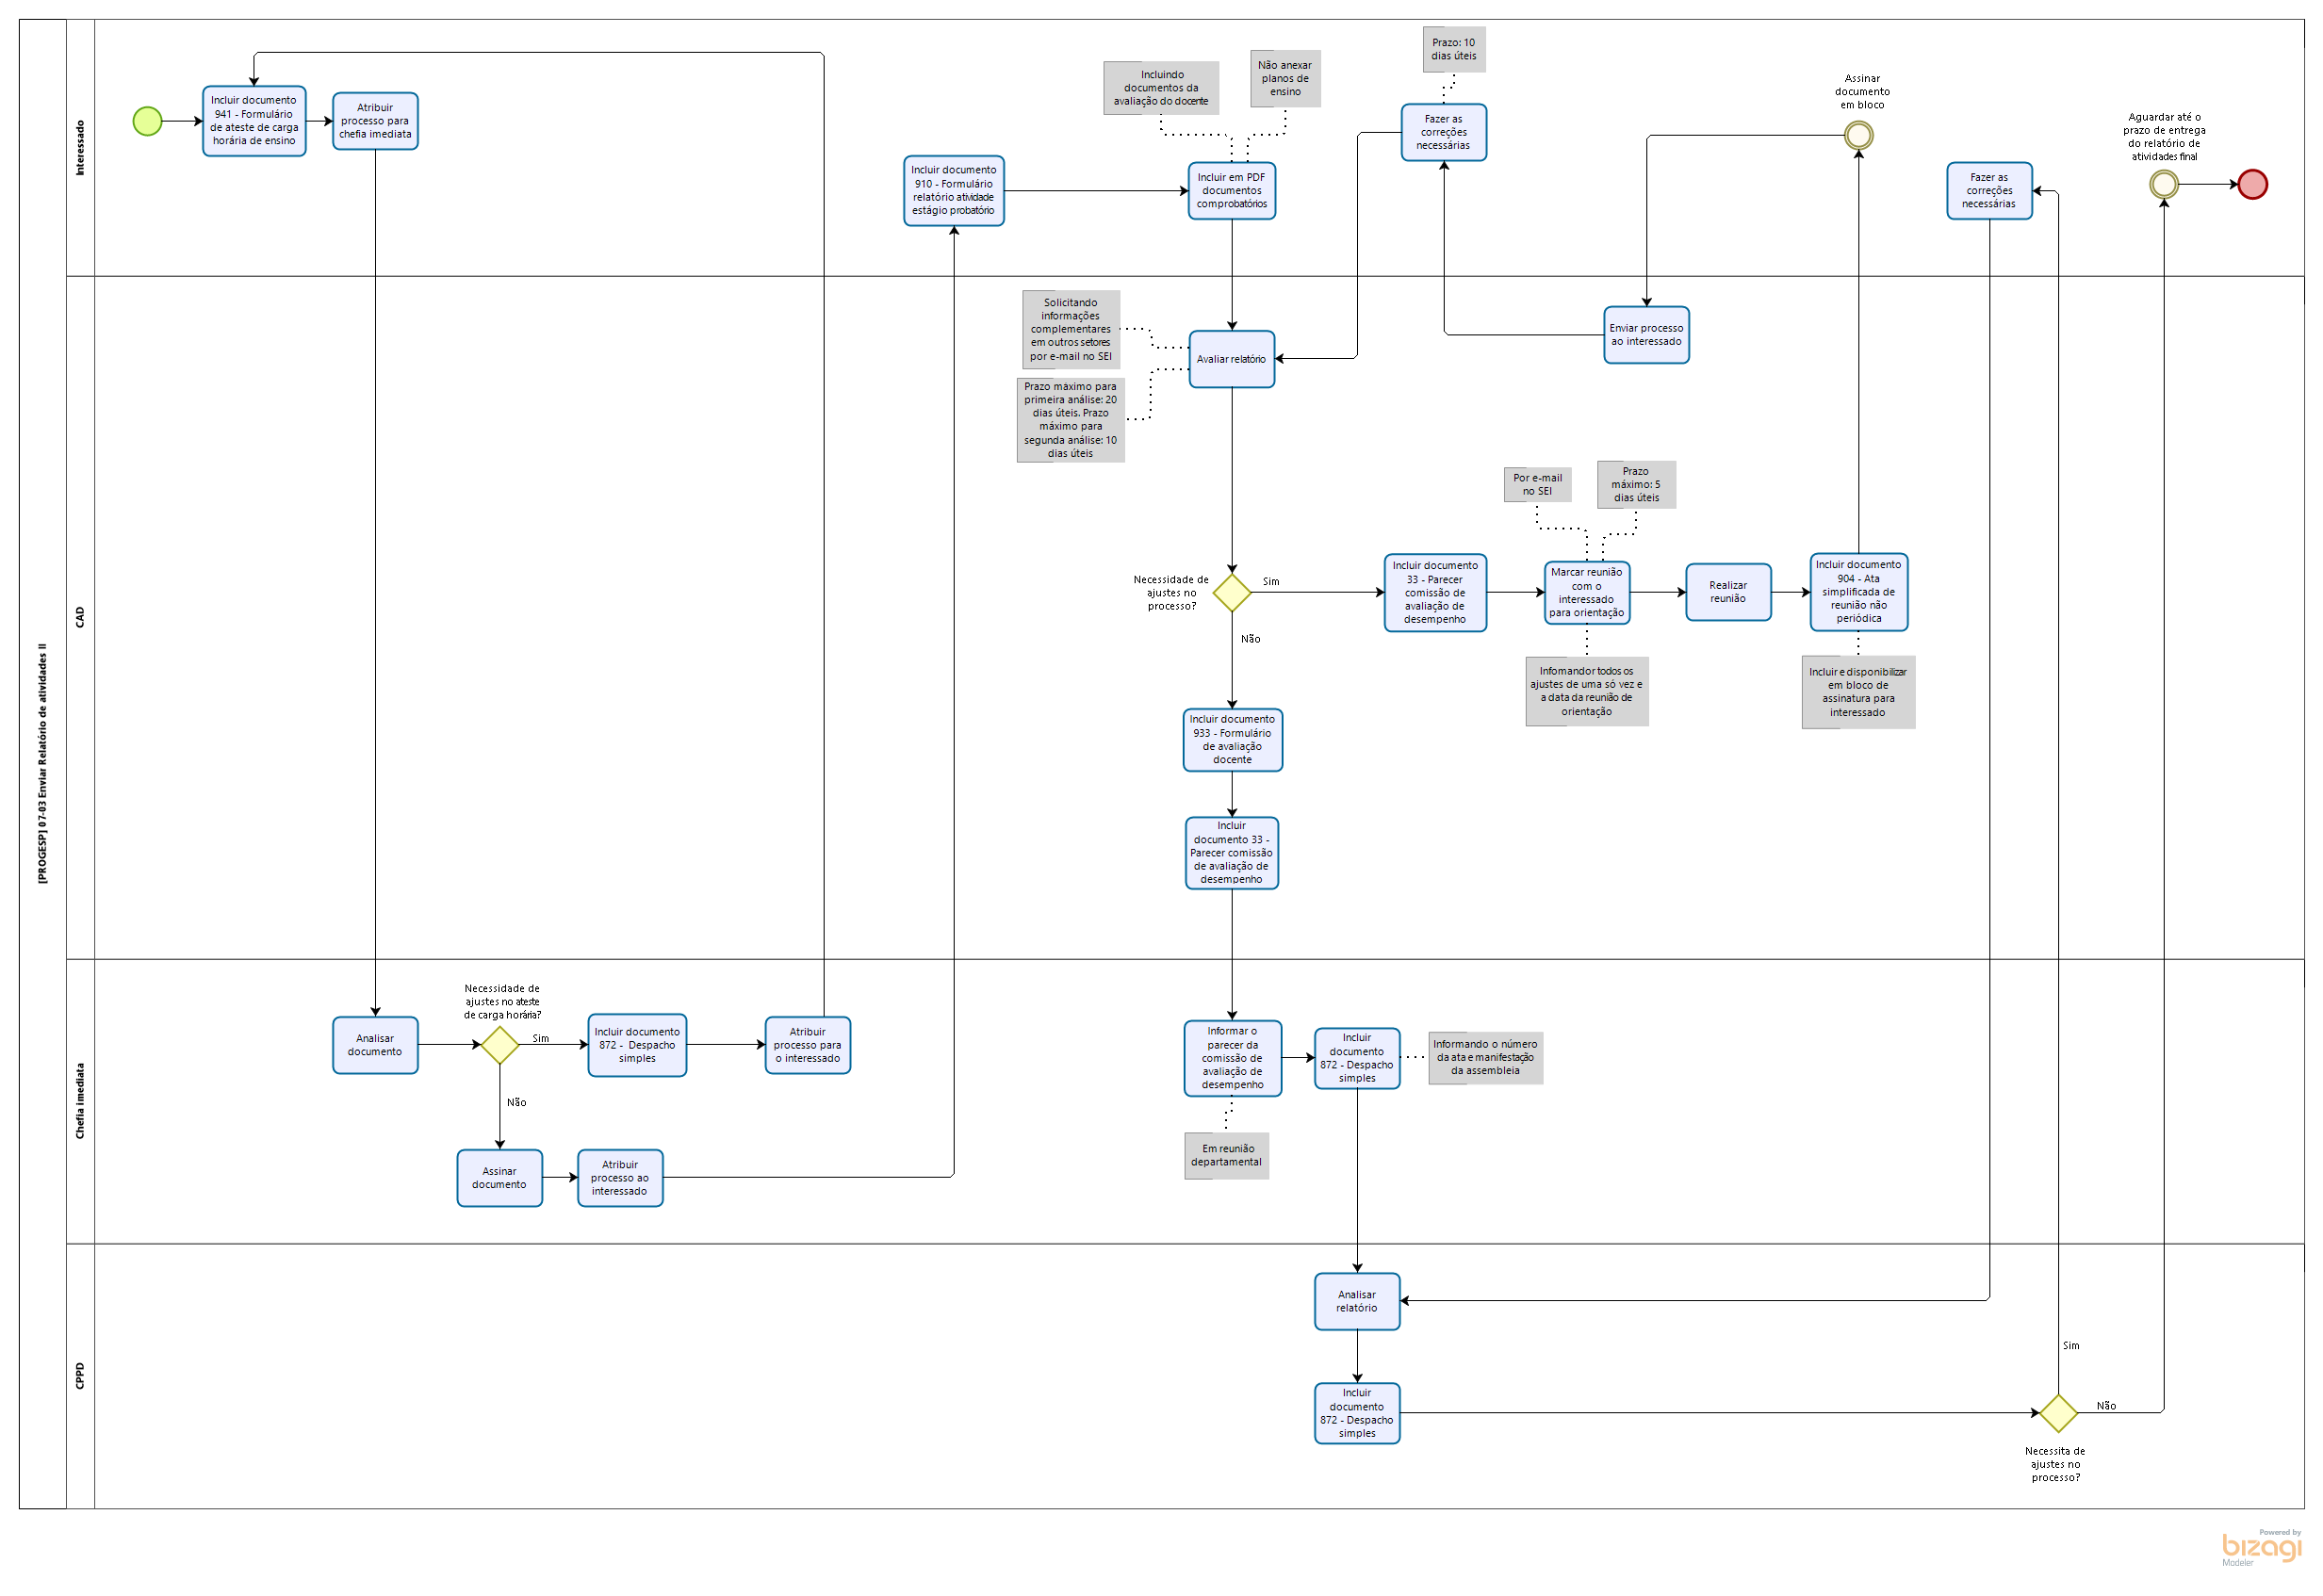 [PROGESP] 07-03 Enviar Relatório de atividades II
Interessado
Incluir documento
941 - Formulário
de ateste de carga
horária de ensino
Atribuir
processo para
chefia imediata
Incluir documento
910 - Formulário
relatório atividade
estágio probatório
Incluindo
documentos da
avaliação do docente
Não anexar
planos de
ensino
Incluir em PDF
documentos
comprobatórios
Prazo: 10
dias úteis
Fazer as
correções
necessárias
Assinar
documento
em bloco
Fazer as
correções
necessárias
Aguardar até o
prazo de entrega
do relatório de
atividades final
CAD
Solicitando
informações
complementares
em outros setores
por e-mail no SEI
Prazo máximo para
primeira análise: 20
dias úteis. Prazo
máximo para
segunda análise: 10
dias úteis
Avaliar relatório
Enviar processo
ao interessado
Necessidade de
ajustes no
processo?
Sim
Não
Incluir documento
33 - Parecer
comissão de
avaliação de
desempenho
Por e-mail
no SEI
Prazo
máximo: 5
dias úteis
Marcar reunião
com o
interessado
para orientação
Infomandor todos os
ajustes de uma só vez e
a data da reunião de
orientação
Realizar
reunião
Incluir documento
904 - Ata
simplificada de
reunião não
periódica
Incluir e disponibilizar
em bloco de
assinatura para
interessado
Incluir documento
933 - Formulário
de avaliação
docente
Incluir
documento 33 -
Parecer comissão
de avaliação de
desempenho
Chefia imediata
Analisar
documento
Necessidade de
ajustes no ateste
de carga horária?
Sim
Não
Incluir documento
872 - Despacho
simples
Atribuir
processo para
o interessado
Assinar
documento
Atribuir
processo ao
interessado
Informar o
parecer da
comissão de
avaliação de
desempenho
Em reunião
departamental
Incluir
documento
872 - Despacho
simples
Informando o número
da ata e manifestação
da assembleia
CPPD
Analisar
relatório
Incluir
documento
872 - Despacho
simples
Sim
Não
Necessita de
ajustes no
processo?
Powered by
bizagi
Modeler